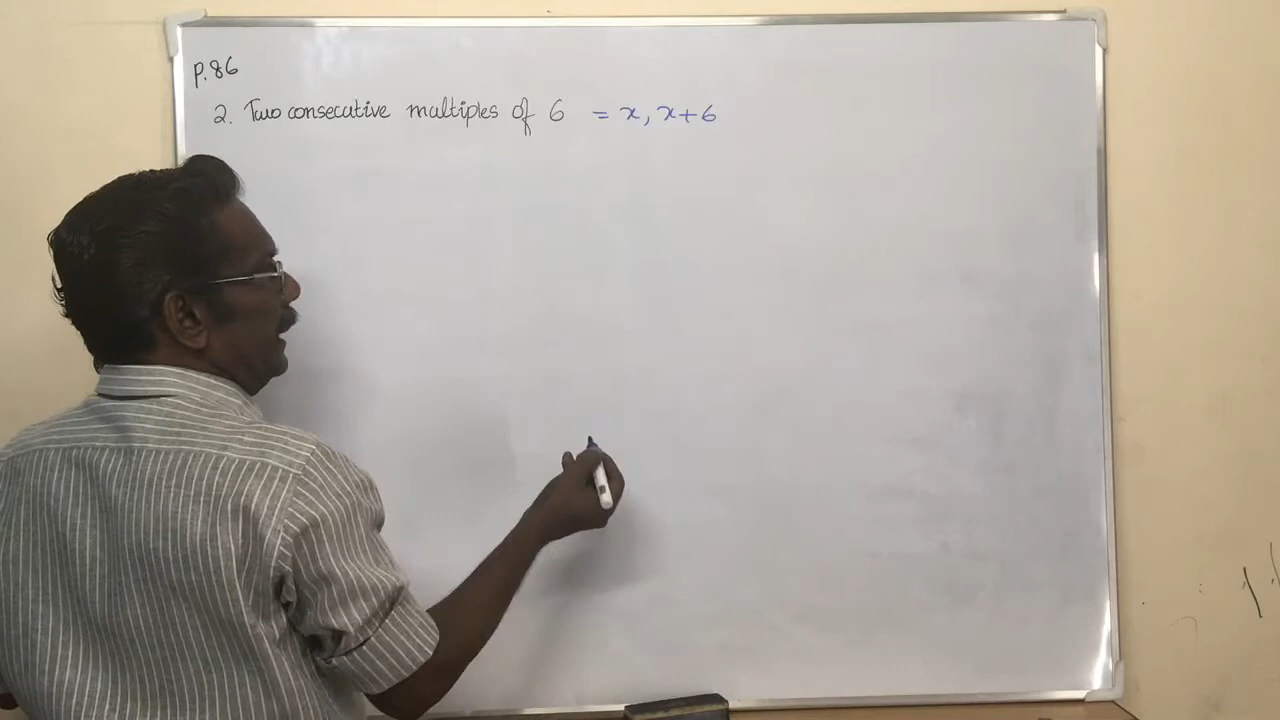 P.86
2. Two consecutive multiples of 6 = x, x+6